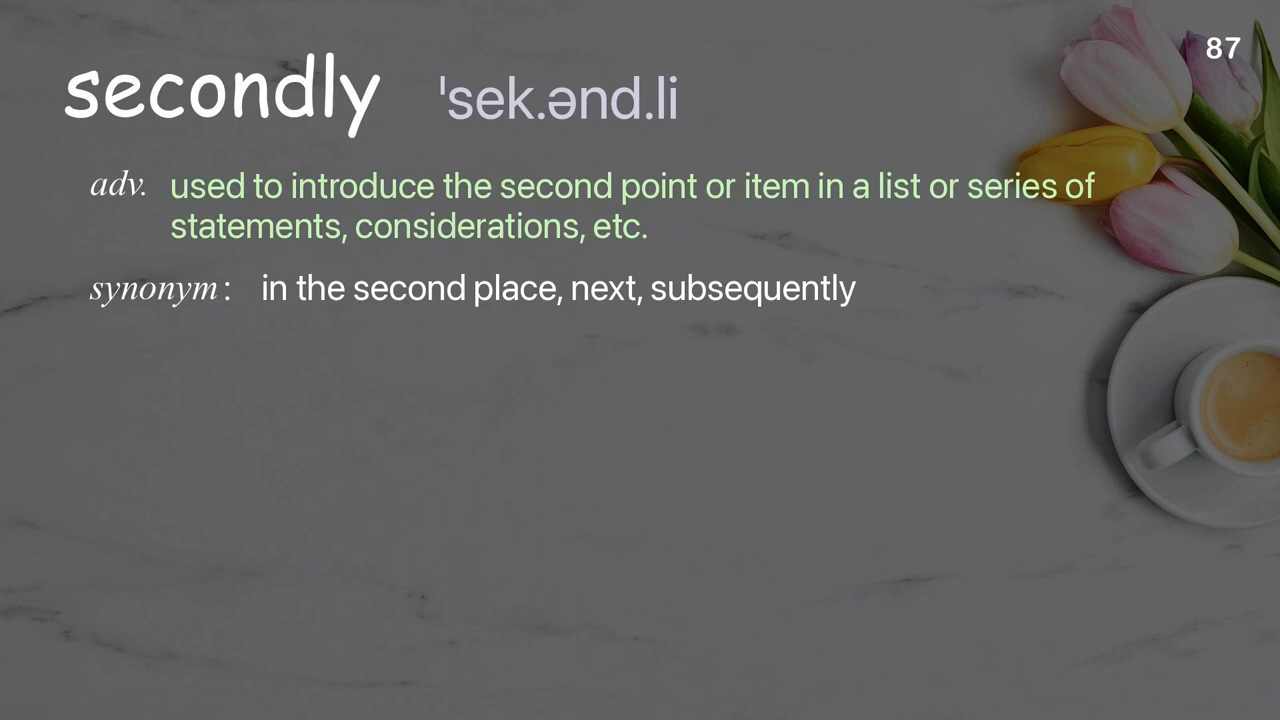 87
secondly ˈsek.ənd.li
adv. used to introduce the second point or item in a list or series of
statements, considerations, etc.
synonym : in the second place, next, subsequently